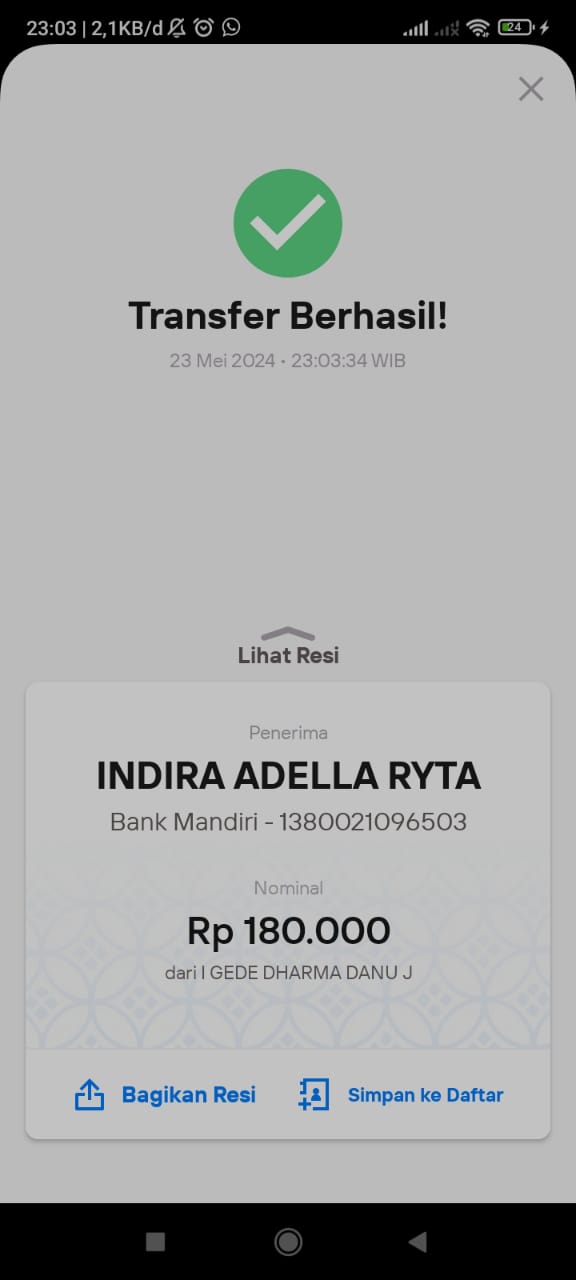 23:03 | 2,1KB/d
24
Transfer Berhasil!
23 Mei 2024 • 23:03:34 WIB
Lihat Resi
Penerima
INDIRA ADELLA RYTA
Bank Mandiri - 1380021096503
Nominal
Rp 180.000
dari I GEDE DHARMA DANU J
Bagikan Resi
Simpan ke Daftar